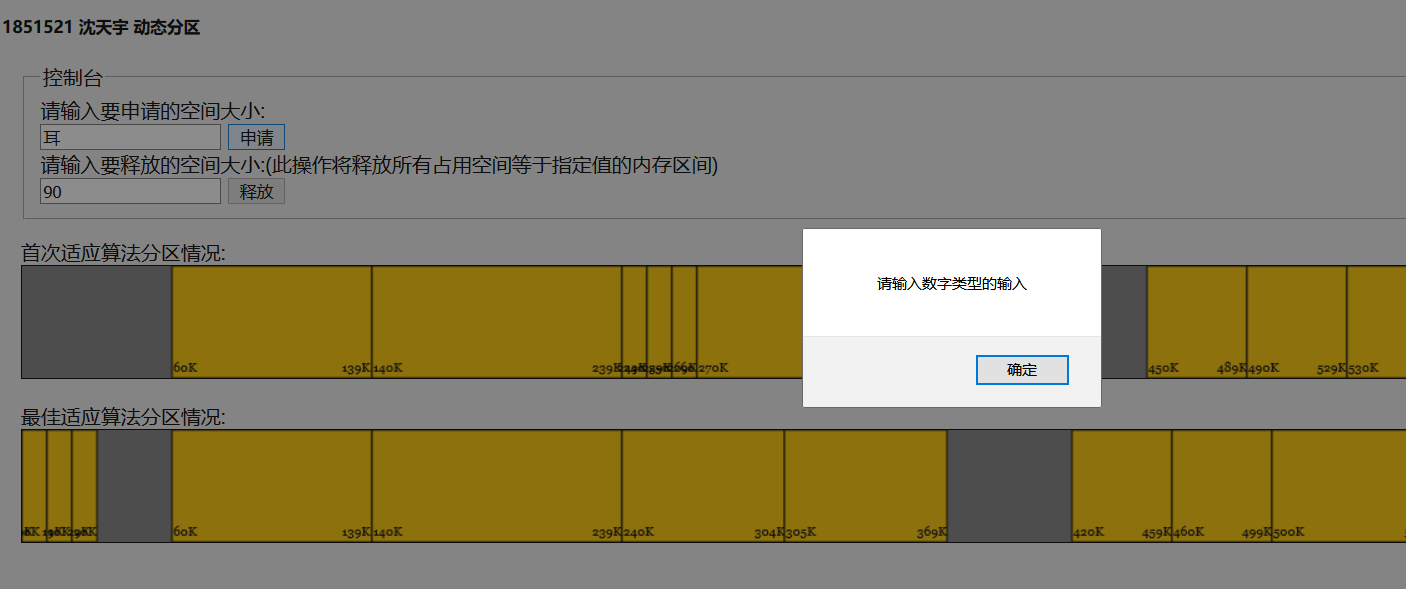 1851521 沈天宇 动态分区
控制台
请输入要申请的空间大小:
耳 申请
请输入要释放的空间大小:(此操作将释放所有占用空间等于指定值的内存区间)
90 释放
首次适应算法分区情况:
请输入数字类型的输入
确定
60K 139K 140K 239K 270K 450K 489K 490K 529K 530K
最佳适应算法分区情况:
60K 139K 140K 239K 240K 304K 305K 369K 420K 459K 460K 499K 500K